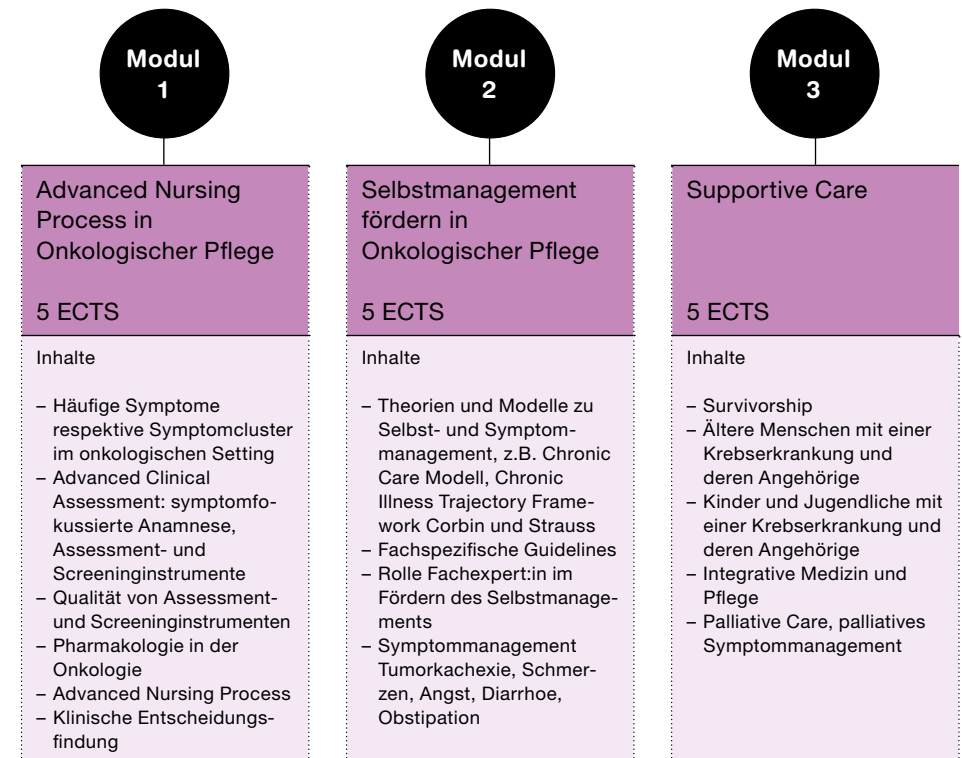 Modul
1
Advanced Nursing
Process in
Onkologischer Pflege
5 ECTS
Inhalte
– Häufige Symptome
respektive Symptomcluster
im onkologischen Setting
– Advanced Clinical
Assessment: symptomfo-
kussierte Anamnese,
Assessment- und
Screeninginstrumente
– Qualität von Assessment-
und Screeninginstrumenten
– Pharmakologie in der
Onkologie
– Advanced Nursing Process
– Klinische Entscheidungs-
findung
Modul
2
Selbstmanagement
fördern in
Onkologischer Pflege
5 ECTS
Inhalte
– Theorien und Modelle zu
Selbst- und Symptom-
management, z.B. Chronic
Care Modell, Chronic
Illness Trajectory Frame-
work Corbin und Strauss
– Fachspezifische Guidelines
– Rolle Fachexpert:in im
Fördern des Selbstmanage-
ments
– Symptommanagement
Tumorkachexie, Schmer-
zen, Angst, Diarrhoe,
Obstipation
Modul
3
Supportive Care
5 ECTS
Inhalte
– Survivorship
– Ältere Menschen mit einer
Krebserkrankung und
deren Angehörige
– Kinder und Jugendliche mit
einer Krebserkrankung und
deren Angehörige
– Integrative Medizin und
Pflege
– Palliative Care, palliatives
Symptommanagement